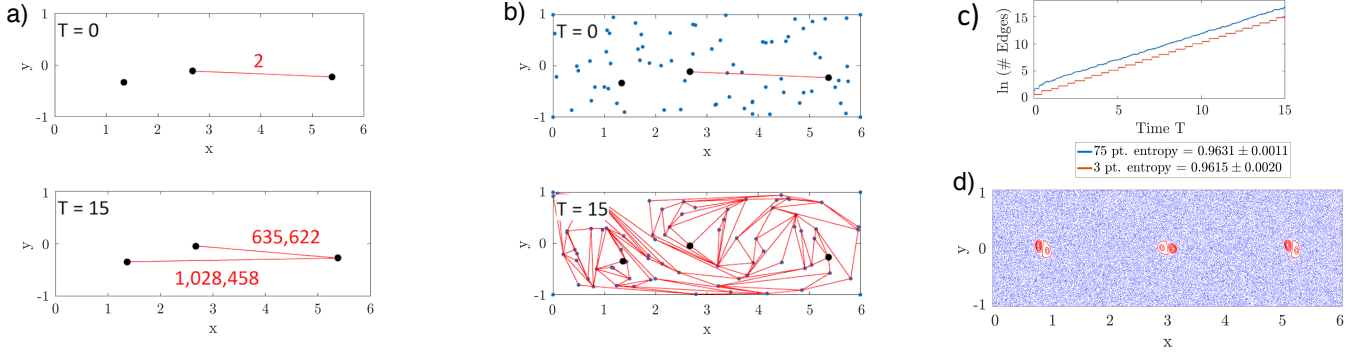 a)
T = 0
2
1
0
-1
y
0 1 2 3 4 5 6
x
T = 15
635,622
1,028,458
1
0
-1
y
0 1 2 3 4 5 6
x
b)
T = 0
1
0
-1
y
0 1 2 3 4 5 6
x
T = 15
1
0
-1
y
0 1 2 3 4 5 6
x
c)
ln (# Edges)
15
10
5
0
0 5 10 15
Time T
75 pt. entropy = 0.9631 ± 0.0011
3 pt. entropy = 0.9615 ± 0.0020
d)
1
0
-1
y
0 1 2 3 4 5 6
x